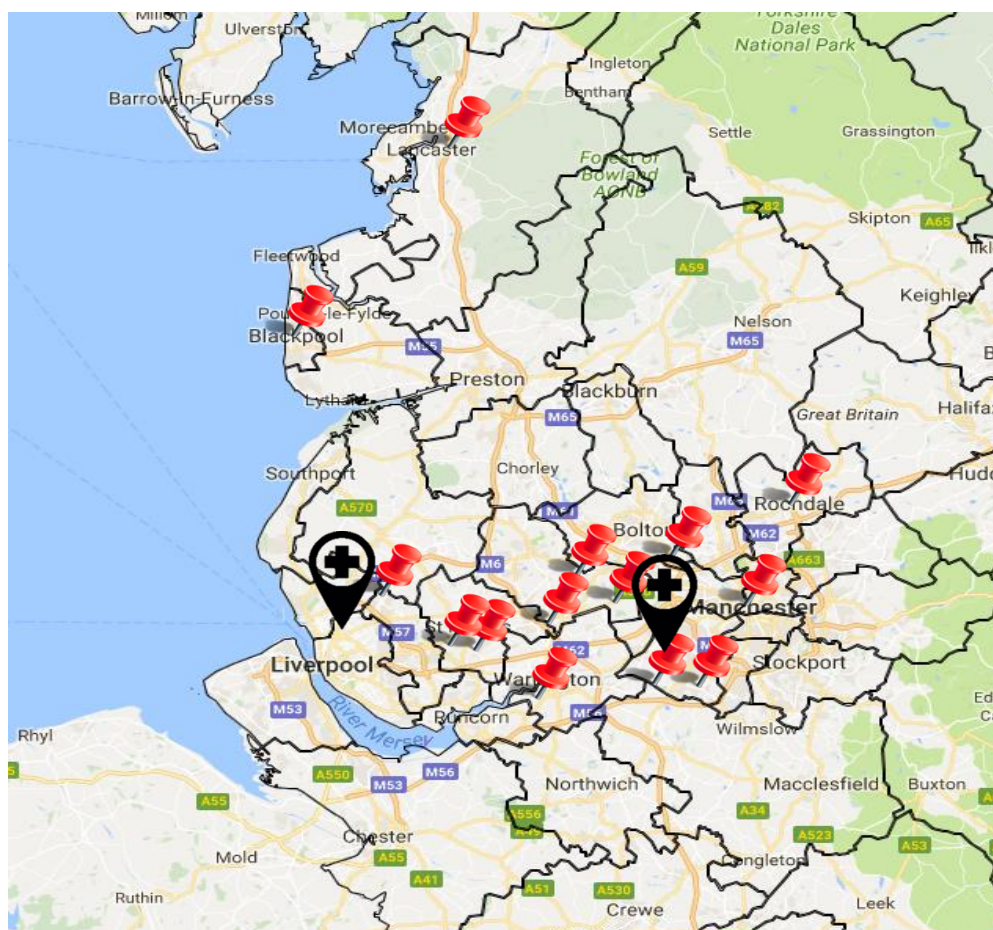 Millom
Ulverston
Yorkshire
Dales
National Park
Ingleton
Bentham
Barrow-in-Furness
Morecambe
Lancaster
Settle
Grassington
Forest of
Bowland
AONB
A682
Skipton
A65
Fleetwood
A59
Keighley
Blackpool
M55
Nelson
M65
Preston
Blackburn
Lytham
M65
Great Britain
Halifax
Southport
Chorley
A570
M61
Bolton
Rochdale
M62
A663
M6
Manchester
M57
M62
Liverpool
Warrington
Stockport
M53
Runcorn
M56
River Mersey
Wilmslow
Rhyl
A550
M53
M56
Northwich
Macclesfield
Buxton
A55
A556
A34
Chester
A523
A53
Mold
A55
Congleton
A41
A51
A530
Ruthin
Crewe
Leek